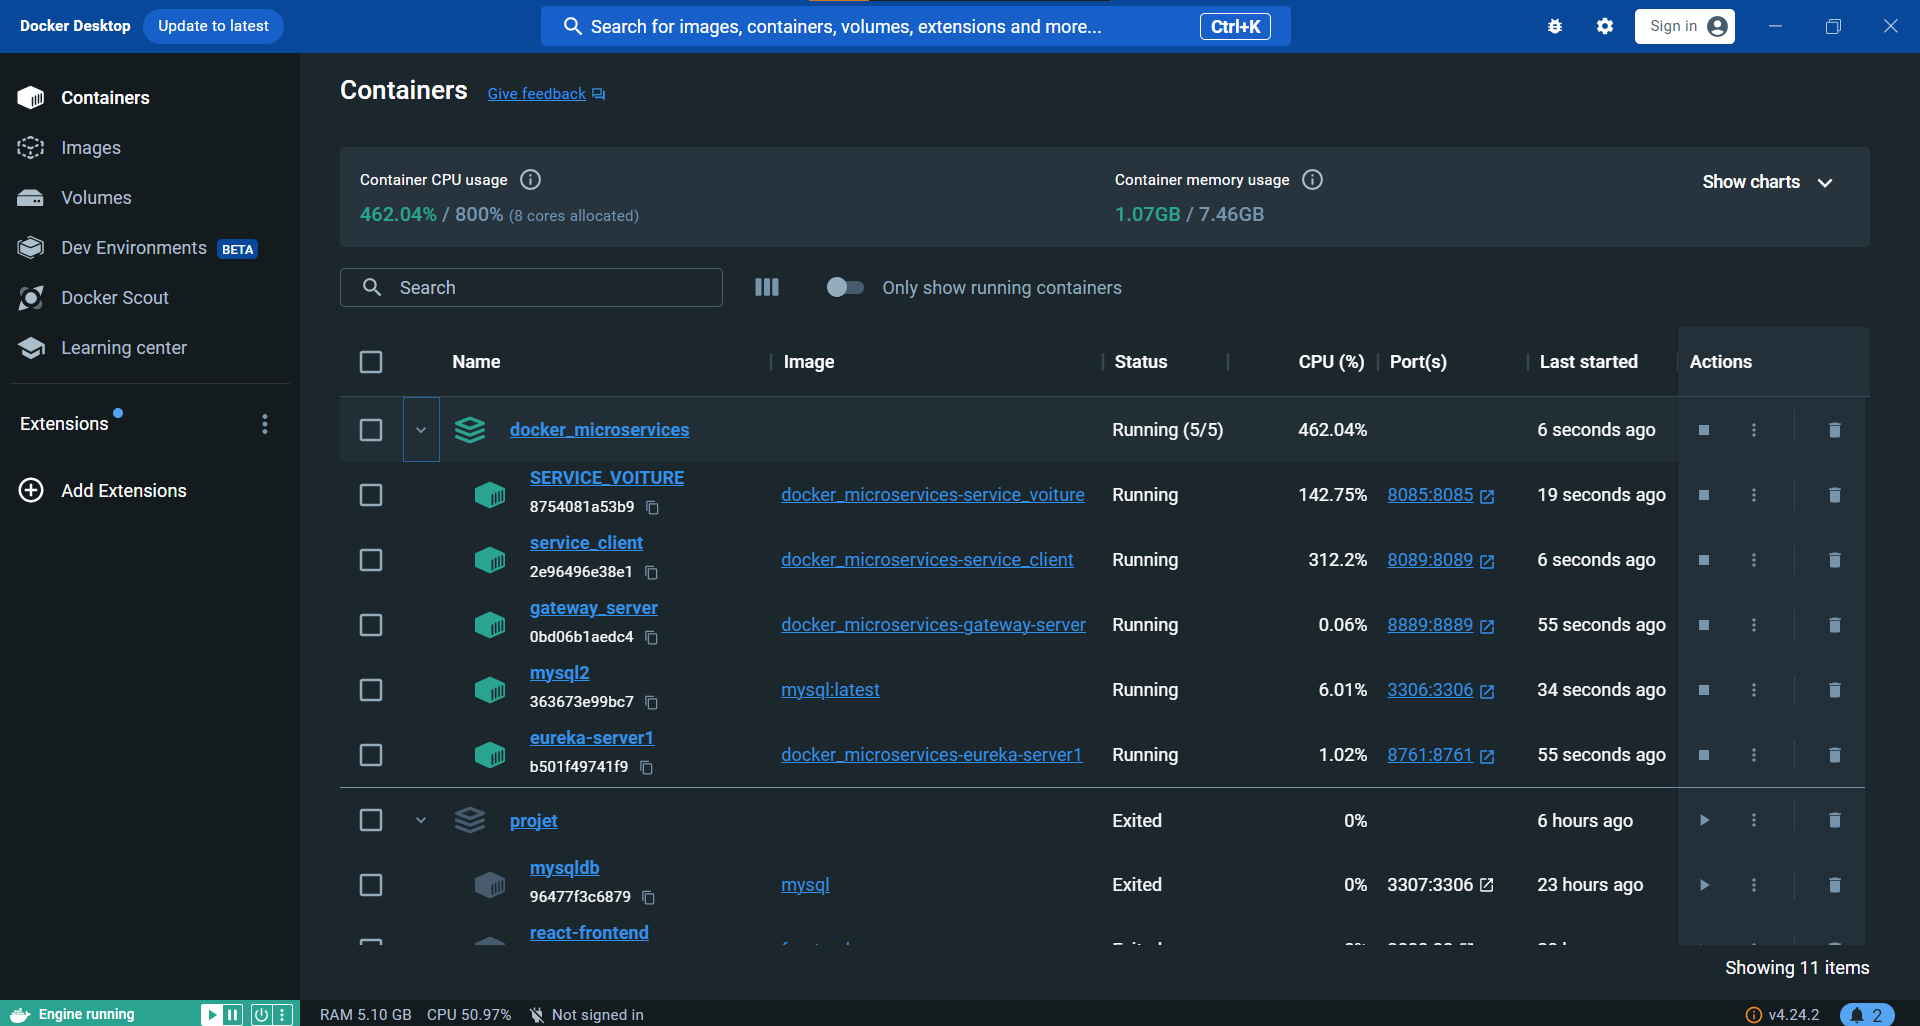 Docker Desktop Update to latest Search for images, containers, volumes, extensions and more... Ctrl+K Sign in
Containers
Images
Volumes
Dev Environments BETA
Docker Scout
Learning center
Extensions
Add Extensions
Containers Give feedback
Container CPU usage
462.04% / 800% (8 cores allocated)
Container memory usage
1.07GB / 7.46GB
Show charts
Search
Only show running containers
Name Image Status CPU (%) Port(s) Last started Actions
docker_microservices Running (5/5) 462.04% 6 seconds ago
SERVICE_VOITURE
8754081a53b9
docker_microservices-service_voiture Running 142.75% 8085:8085 19 seconds ago
service_client
2e96496e38e1
docker_microservices-service_client Running 312.2% 8089:8089 6 seconds ago
gateway_server
0bd06b1aedc4
docker_microservices-gateway-server Running 0.06% 8889:8889 55 seconds ago
mysql2
363673e99bc7
mysql:latest Running 6.01% 3306:3306 34 seconds ago
eureka-server1
b501f49741f9
docker_microservices-eureka-server1 Running 1.02% 8761:8761 55 seconds ago
projet Exited 0% 6 hours ago
mysqldb
96477f3c6879
mysql Exited 0% 3307:3306 23 hours ago
react-frontend
Showing 11 items
Engine running RAM 5.10 GB CPU 50.97% Not signed in v4.24.2 2